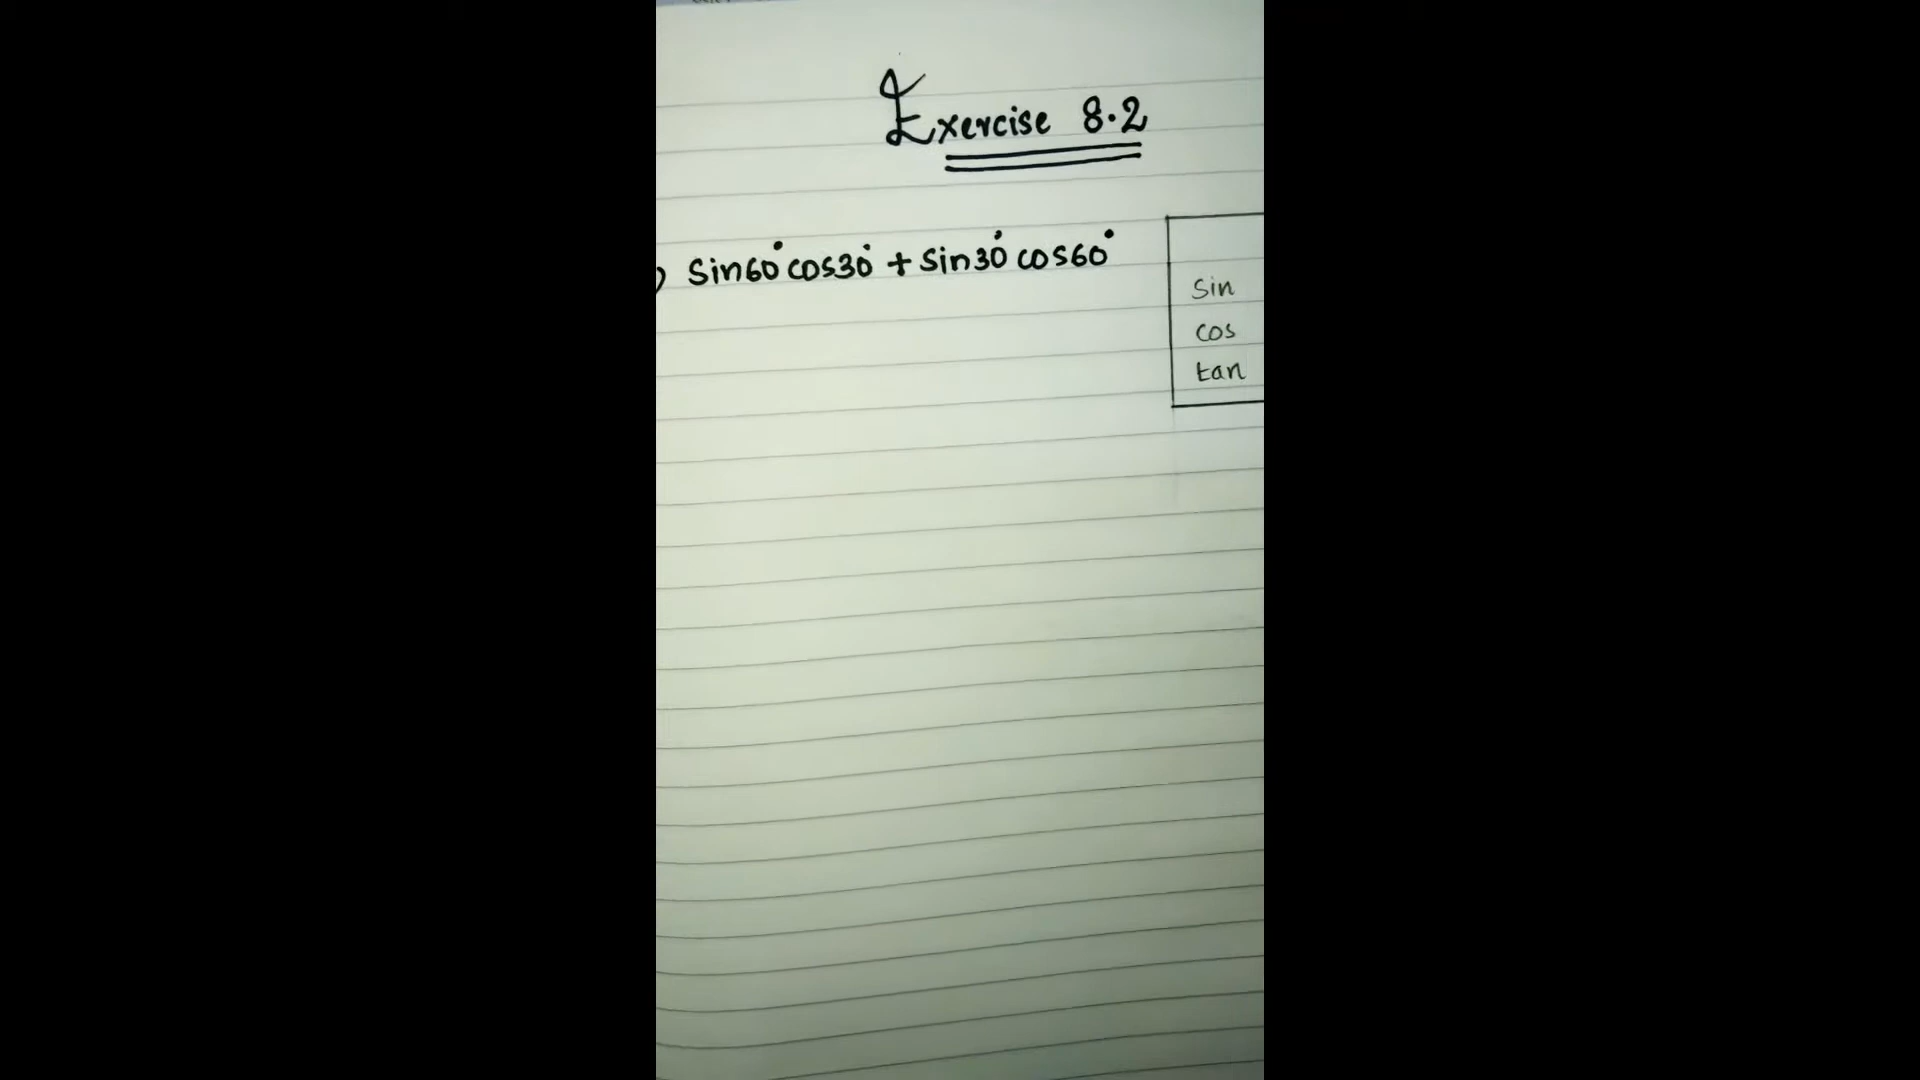 Exercise 8.2
) Sin60° cos30° + Sin30° cos60°
Sin
cos
tan